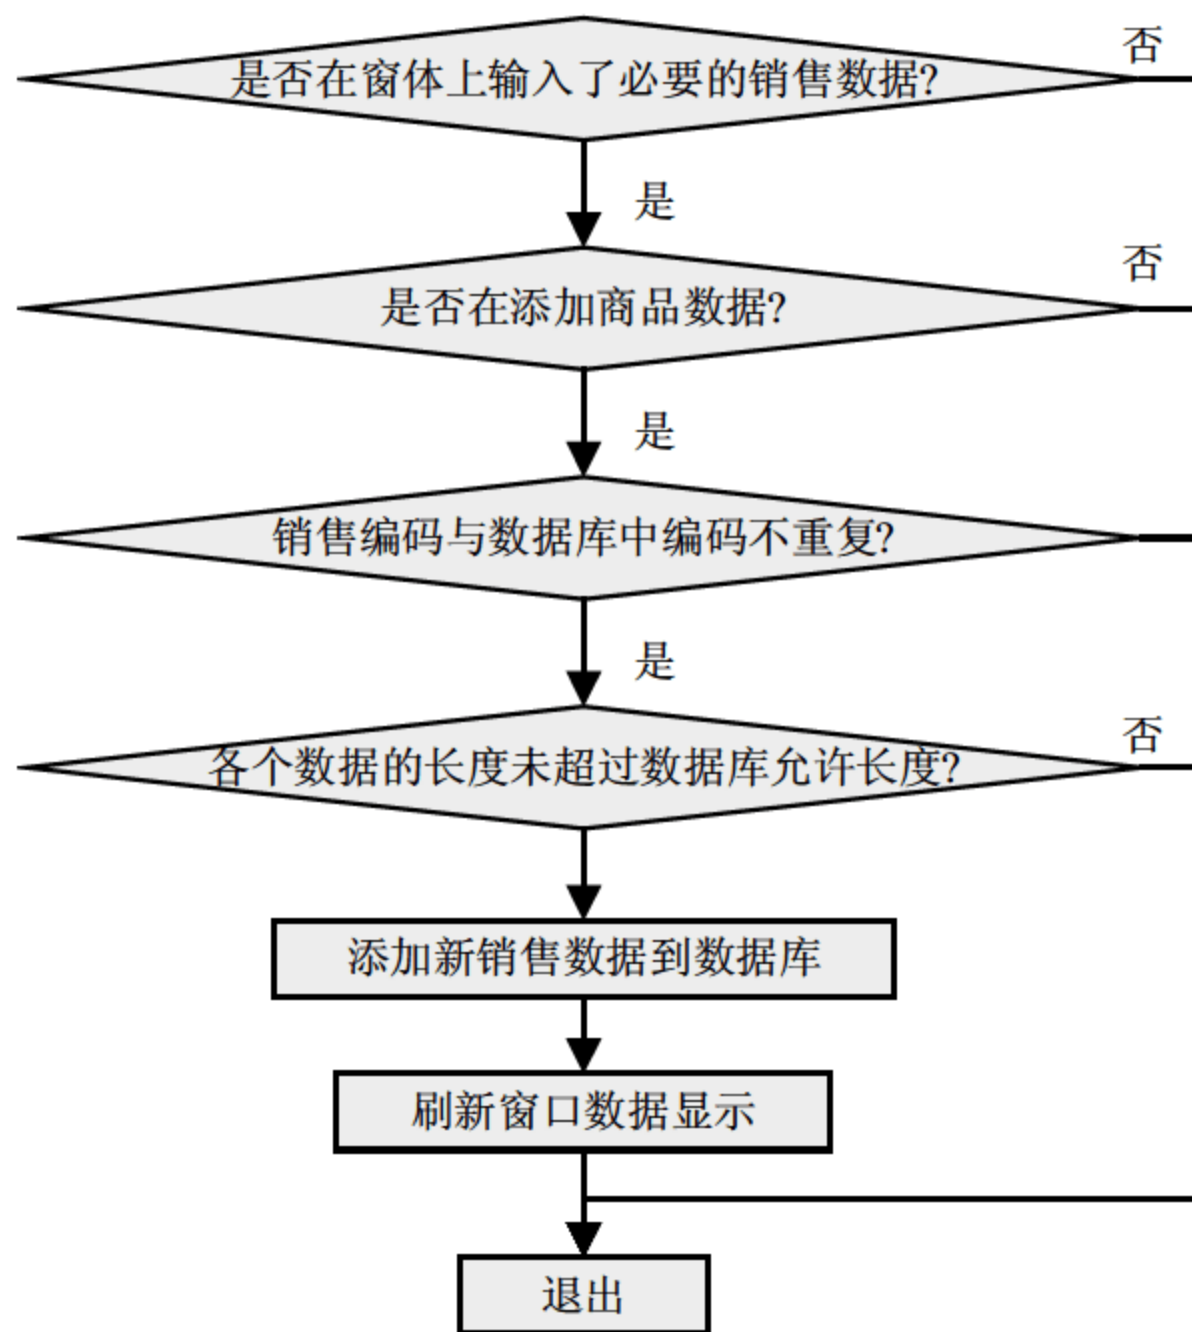 否
是否在窗体上输入了必要的销售数据?
是
否
是否在添加商品数据?
是
销售编码与数据库中编码不重复?
是
否
各个数据的长度未超过数据库允许长度?
添加新销售数据到数据库
刷新窗口数据显示
退出